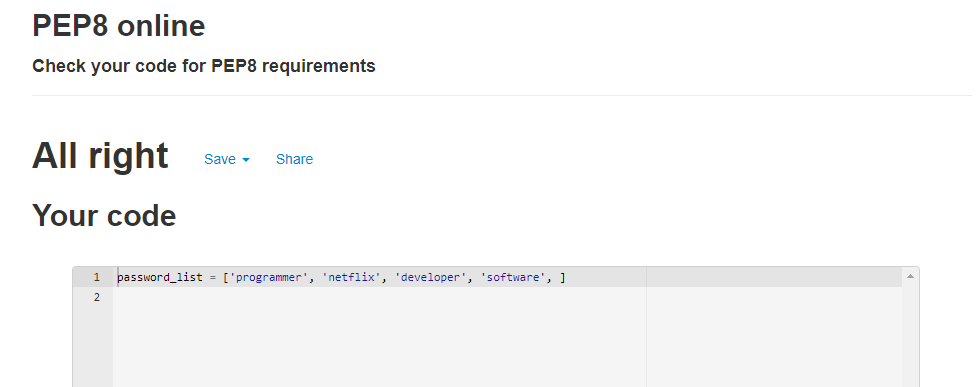 PEP8 online
Check your code for PEP8 requirements
All right Save Share
Your code
1 password_list = ['programmer', 'netflix', 'developer', 'software', ]
2